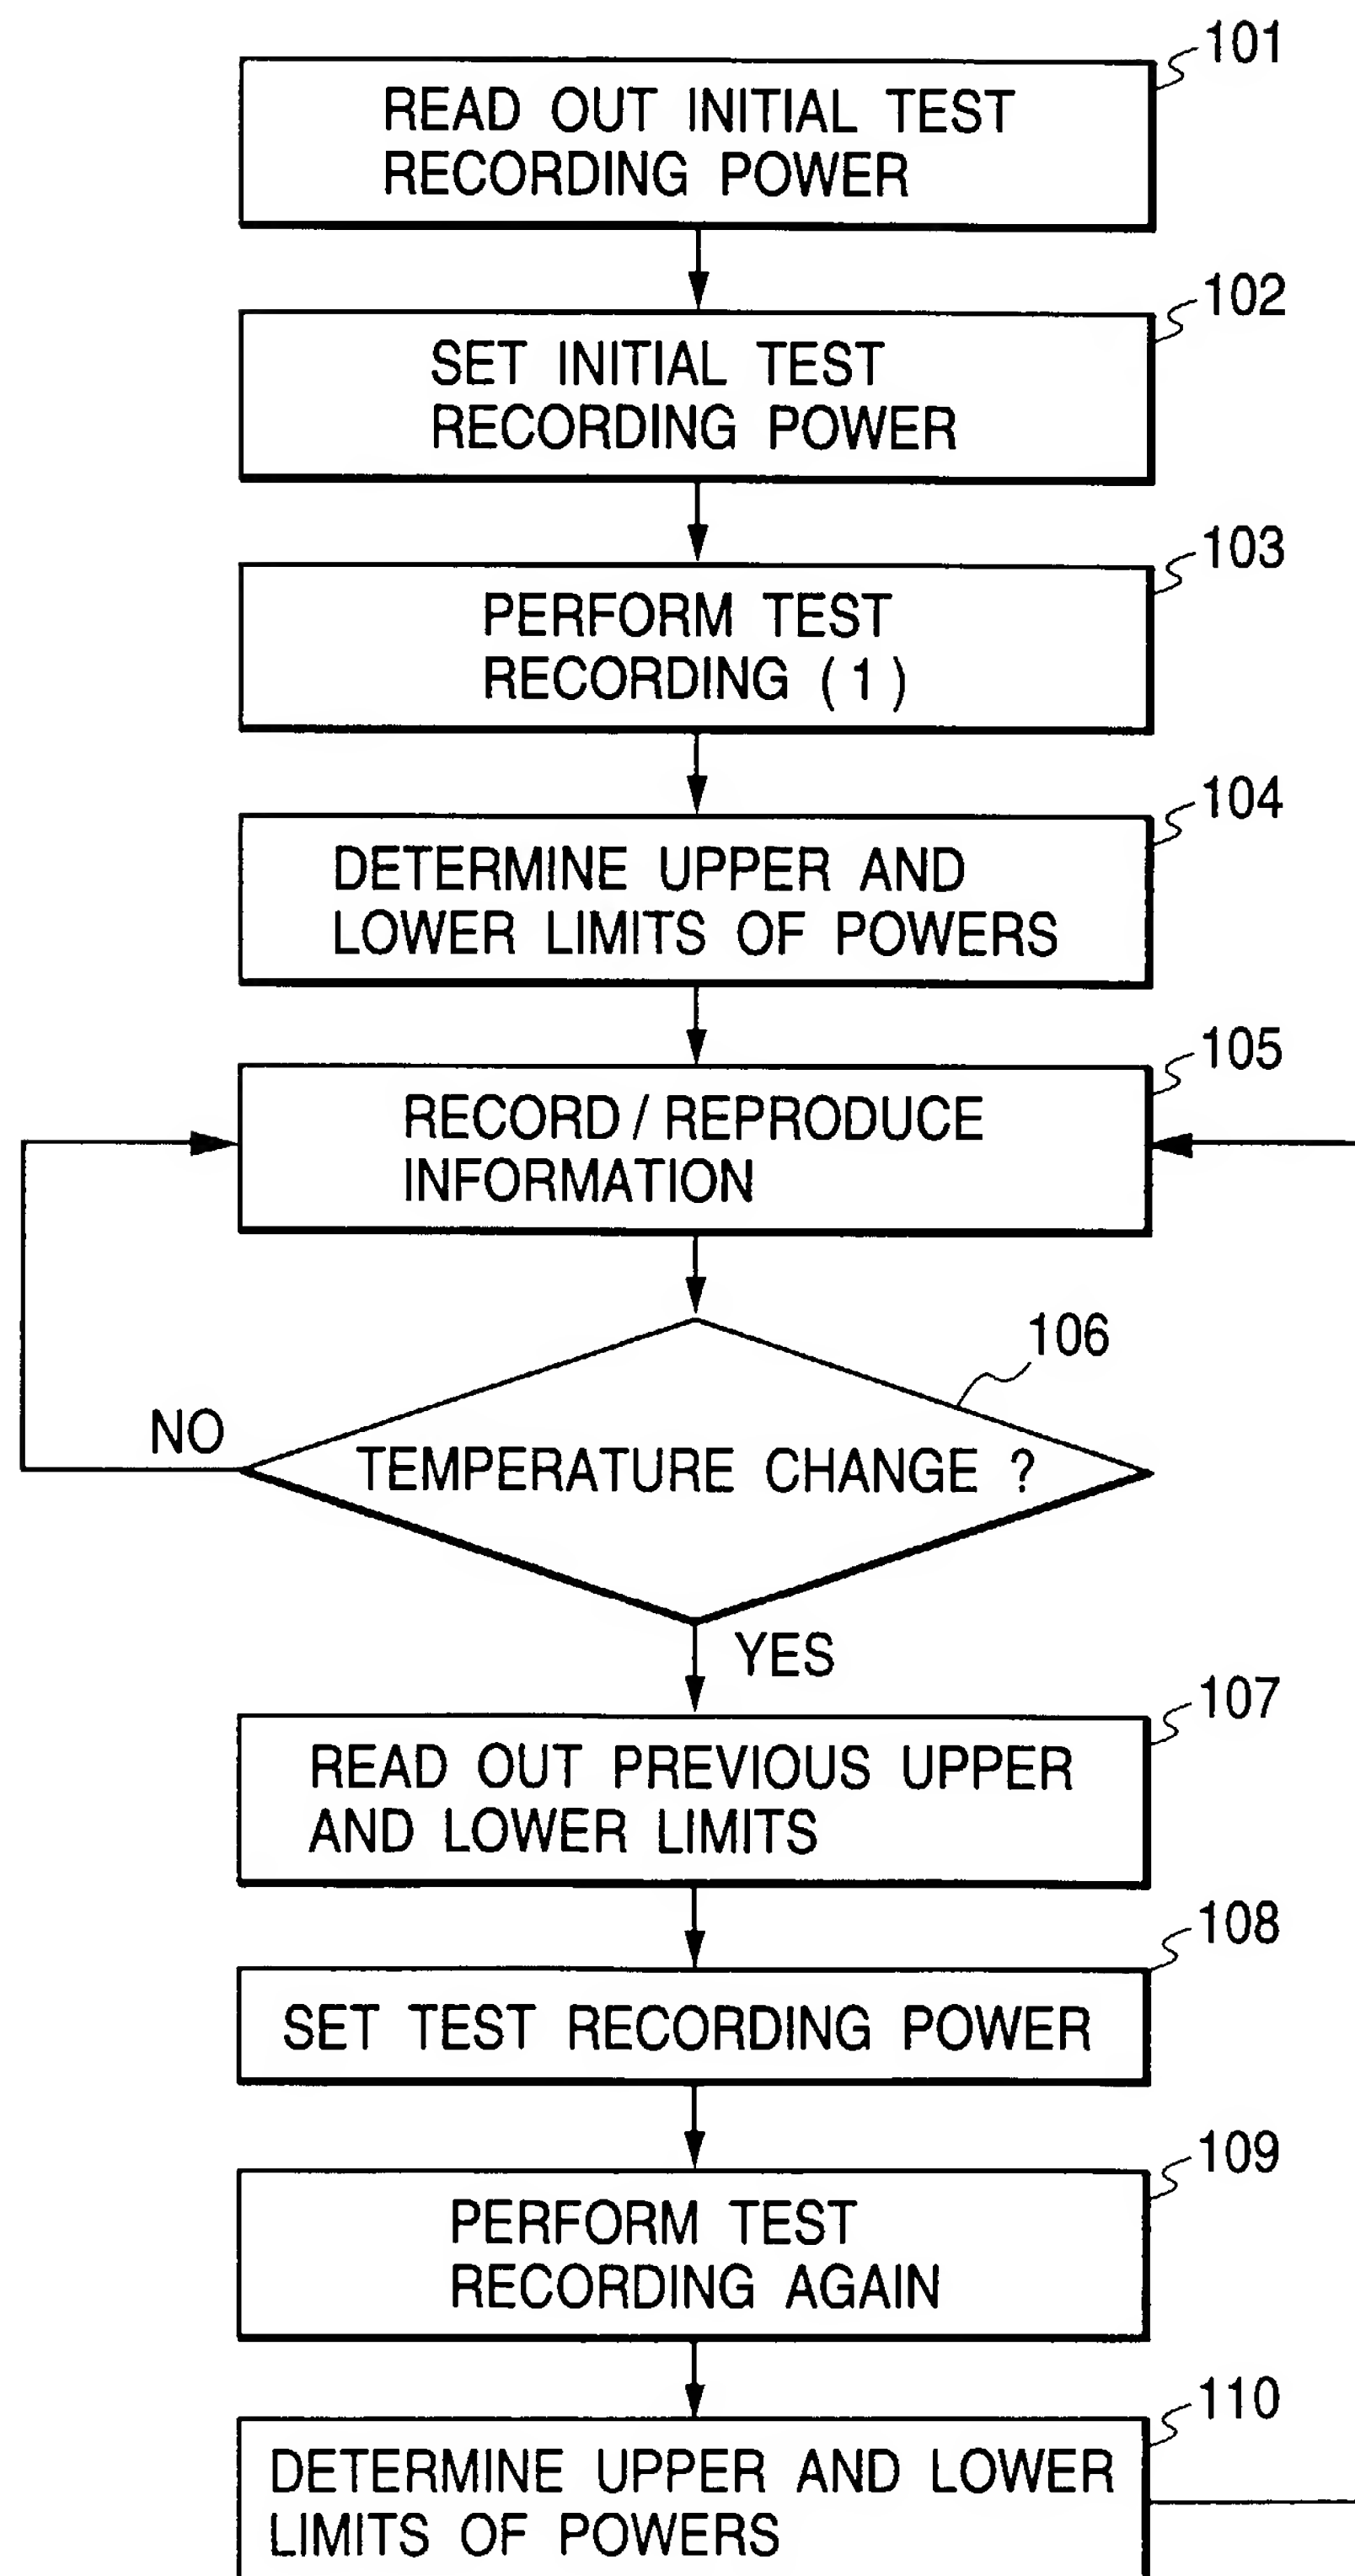 101
READ OUT INITIAL TEST
RECORDING POWER
102
SET INITIAL TEST
RECORDING POWER
103
PERFORM TEST
RECORDING ( 1 )
104
DETERMINE UPPER AND
LOWER LIMITS OF POWERS
105
RECORD / REPRODUCE
INFORMATION
106
NO
TEMPERATURE CHANGE ?
YES
107
READ OUT PREVIOUS UPPER
AND LOWER LIMITS
108
SET TEST RECORDING POWER
109
PERFORM TEST
RECORDING AGAIN
110
DETERMINE UPPER AND LOWER
LIMITS OF POWERS